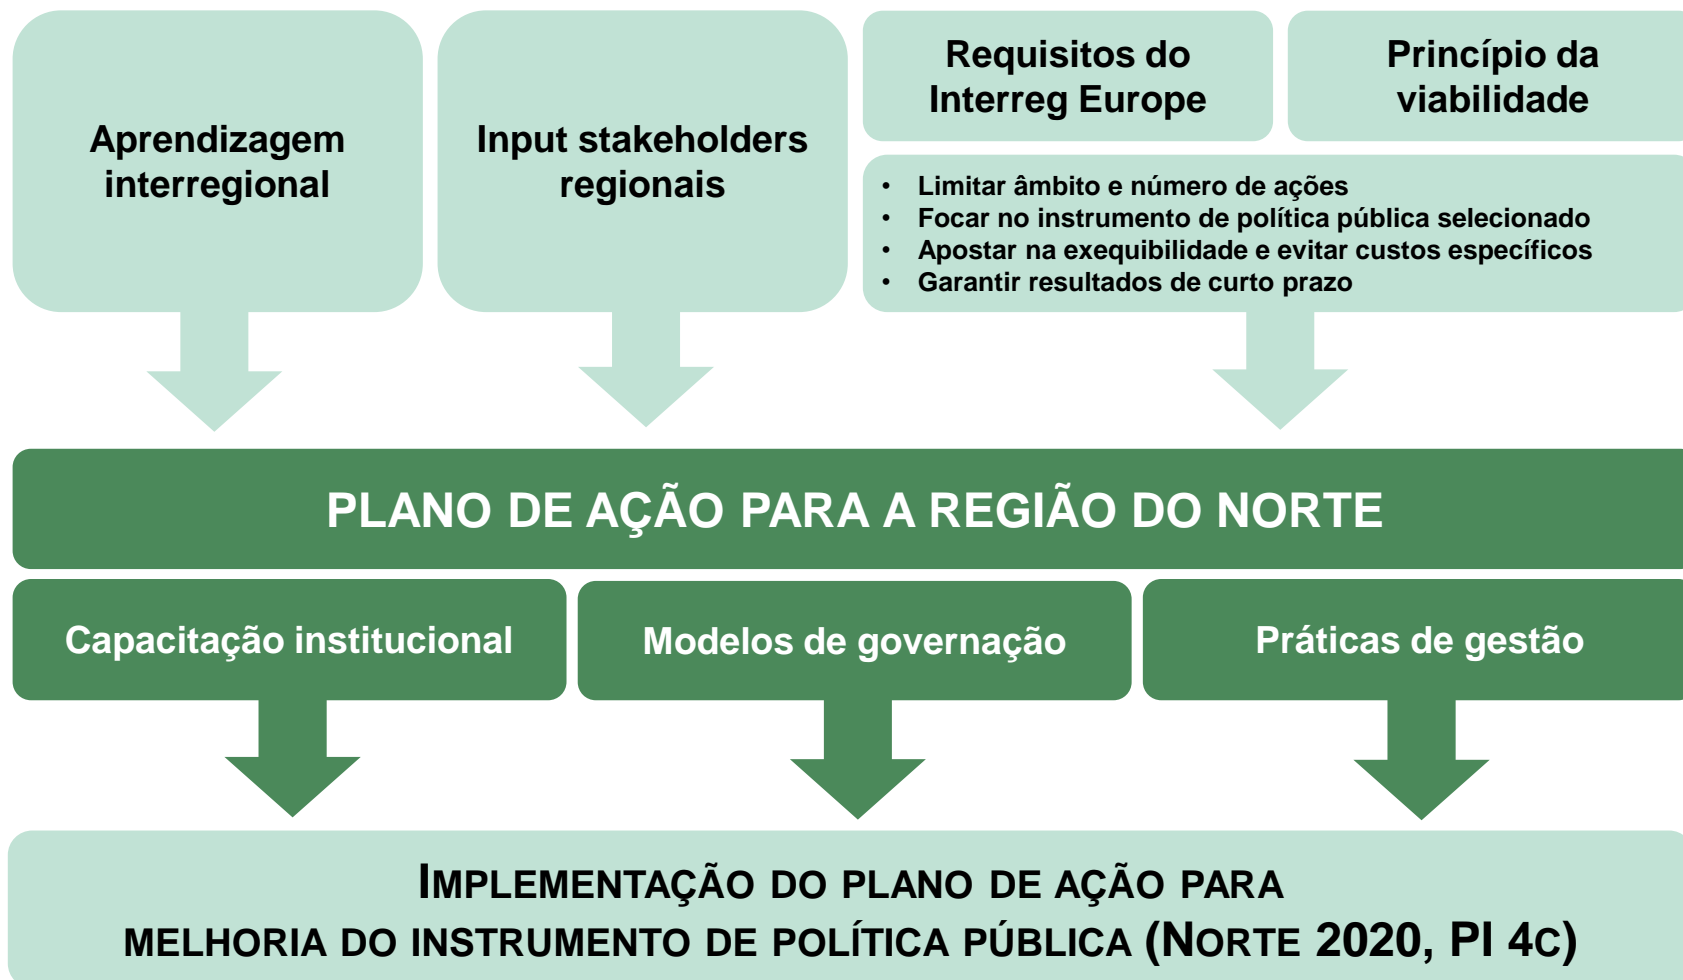 Aprendizagem
interregional
Input stakeholders
regionais
Requisitos do
Interreg Europe
Princípio da
viabilidade
• Limitar âmbito e número de ações
• Focar no instrumento de política pública selecionado
• Apostar na exequibilidade e evitar custos específicos
• Garantir resultados de curto prazo
PLANO DE AÇÃO PARA A REGIÃO DO NORTE
Capacitação institucional
Modelos de governação
Práticas de gestão
IMPLEMENTAÇÃO DO PLANO DE AÇÃO PARA
MELHORIA DO INSTRUMENTO DE POLÍTICA PÚBLICA (NORTE 2020, PI 4C)